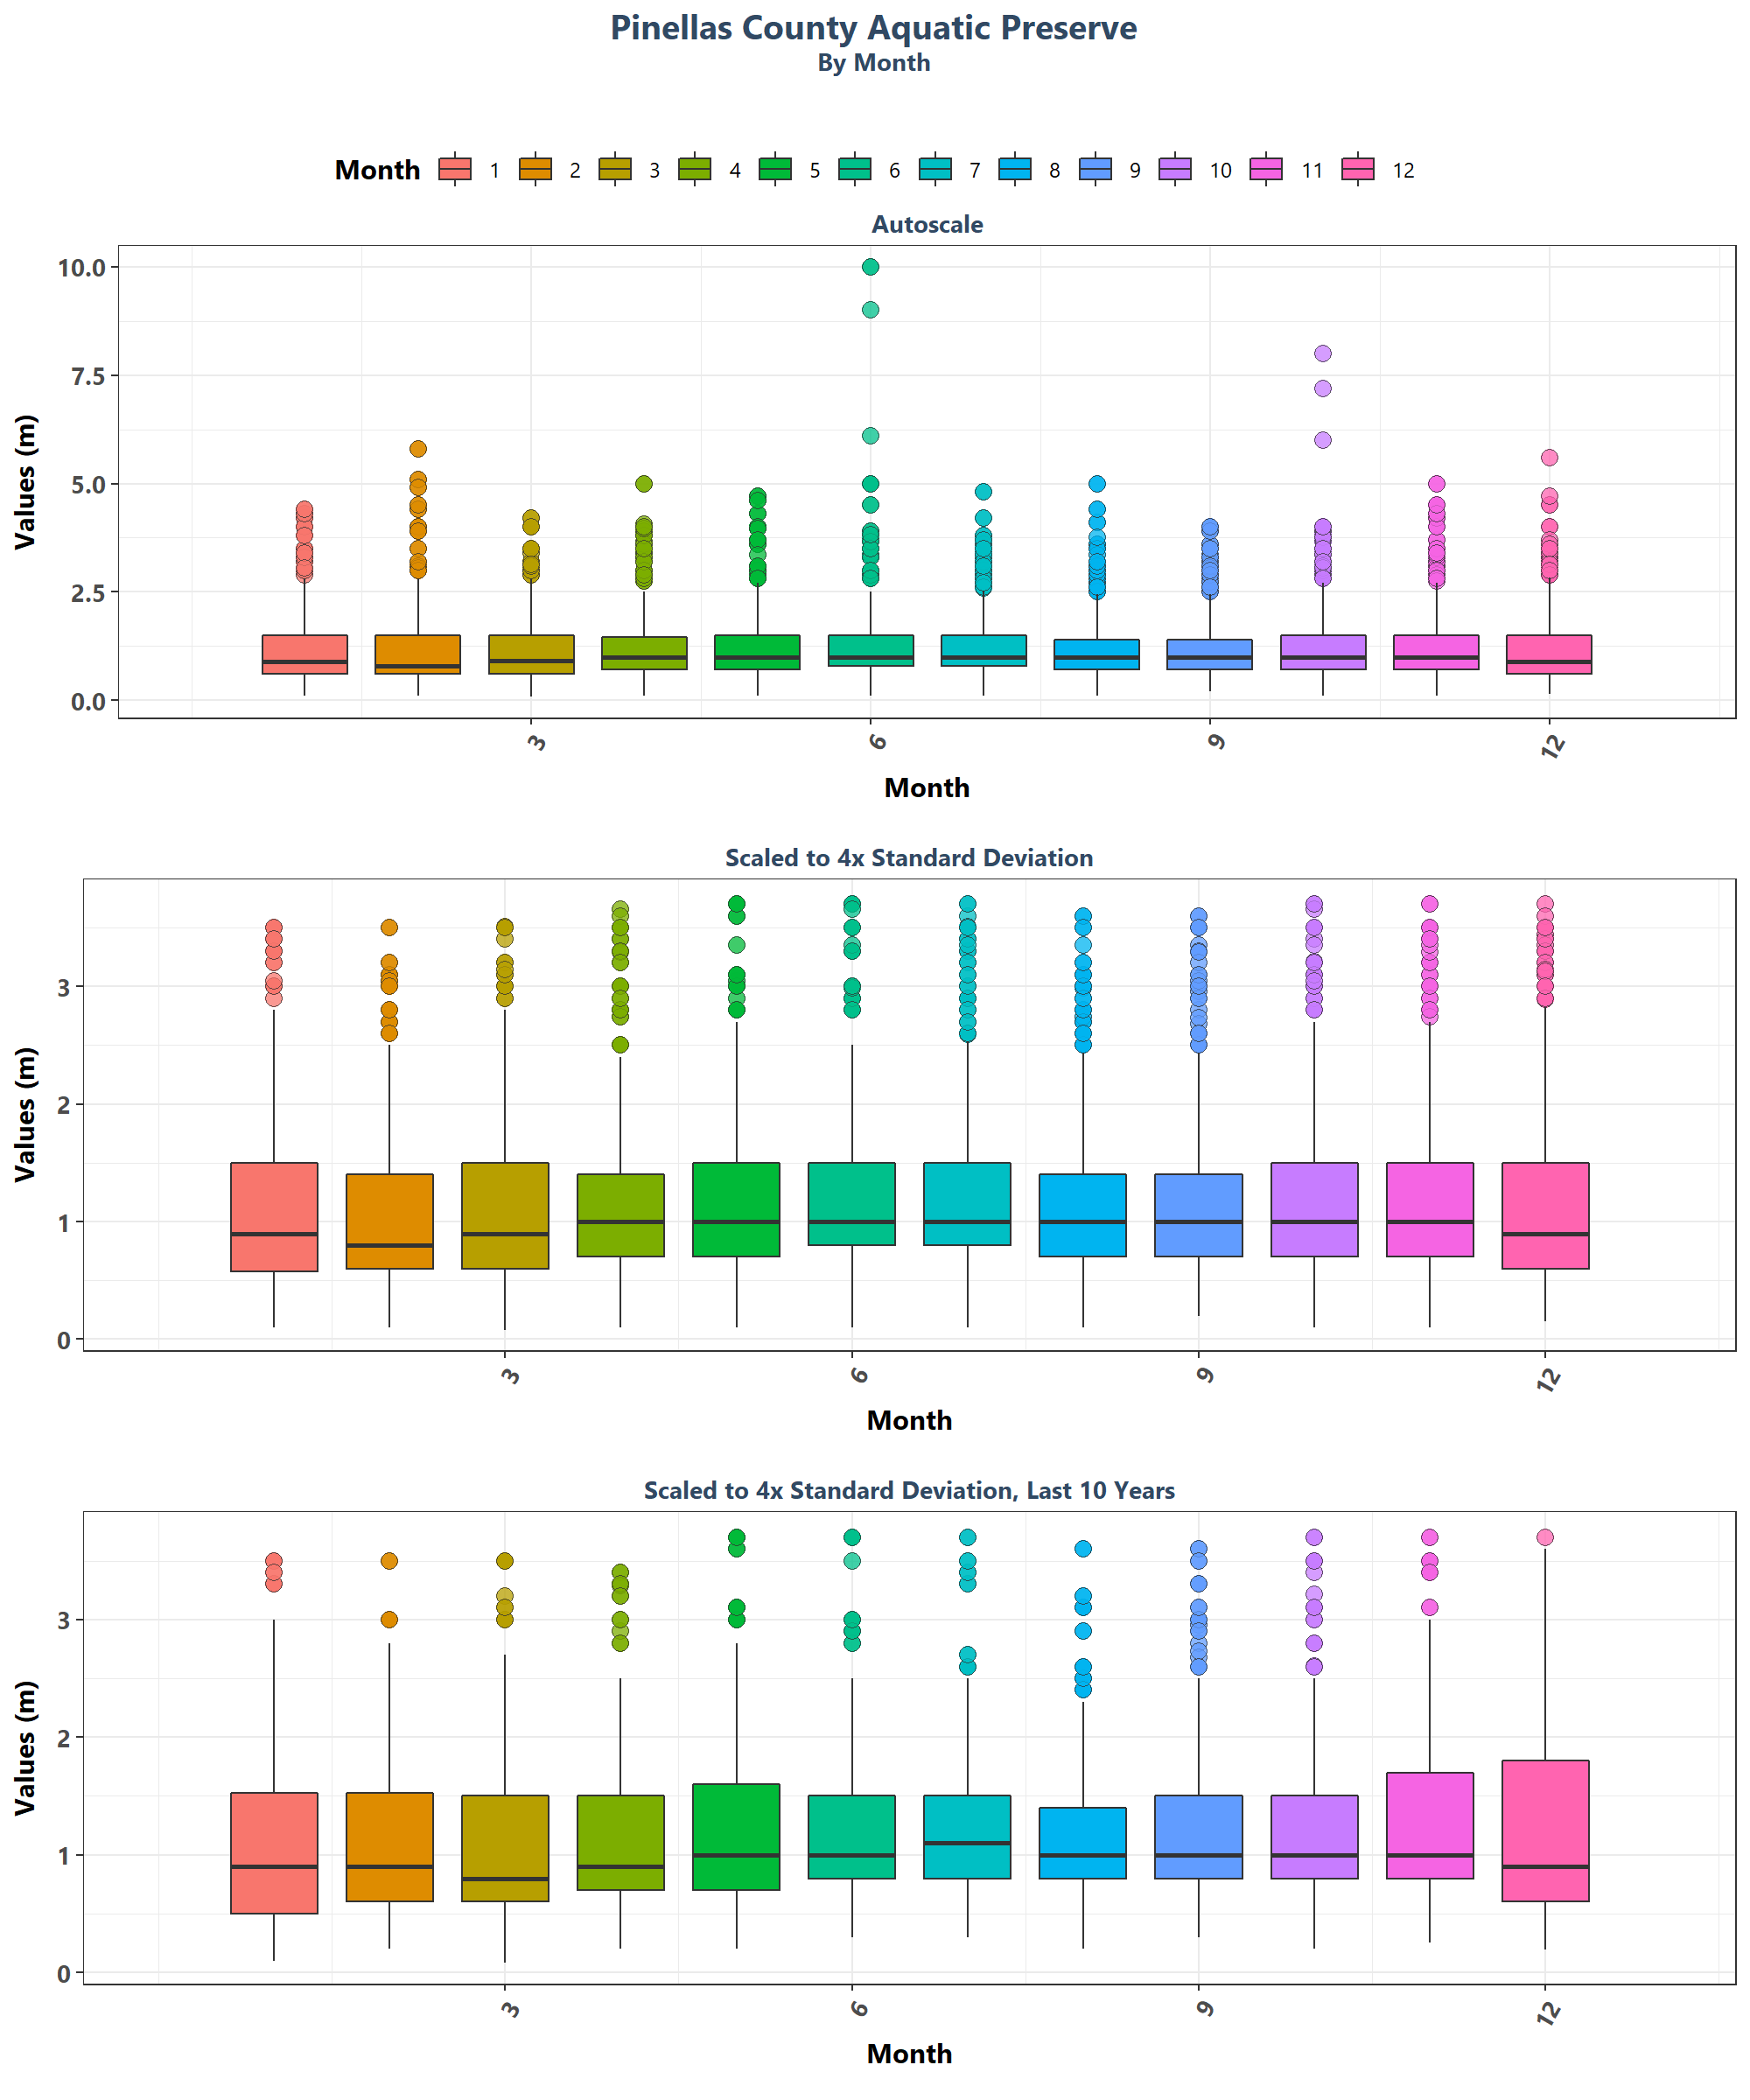 Pinellas County Aquatic Preserve
By Month
Month 1 2 3 4 5 6 7 8 9 10 11 12
Autoscale
Values (m)
10.0
7.5
5.0
2.5
0.0
3 6 9 12
Month
Scaled to 4x Standard Deviation
Values (m)
3
2
1
0
3 6 9 12
Month
Scaled to 4x Standard Deviation, Last 10 Years
Values (m)
3
2
1
0
3 6 9 12
Month